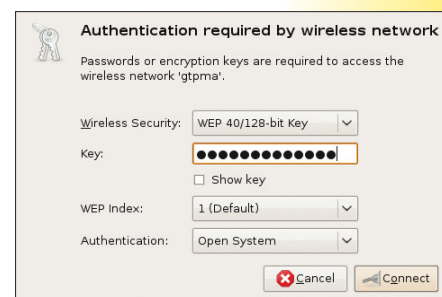 Authentication required by wireless network
Passwords or encryption keys are required to access the
wireless network 'gtpma'.
Wireless Security: WEP 40/128-bit Key
Key: ●●●●●●●●●●●●●
Show key
WEP Index: 1 (Default)
Authentication: Open System
Cancel Connect